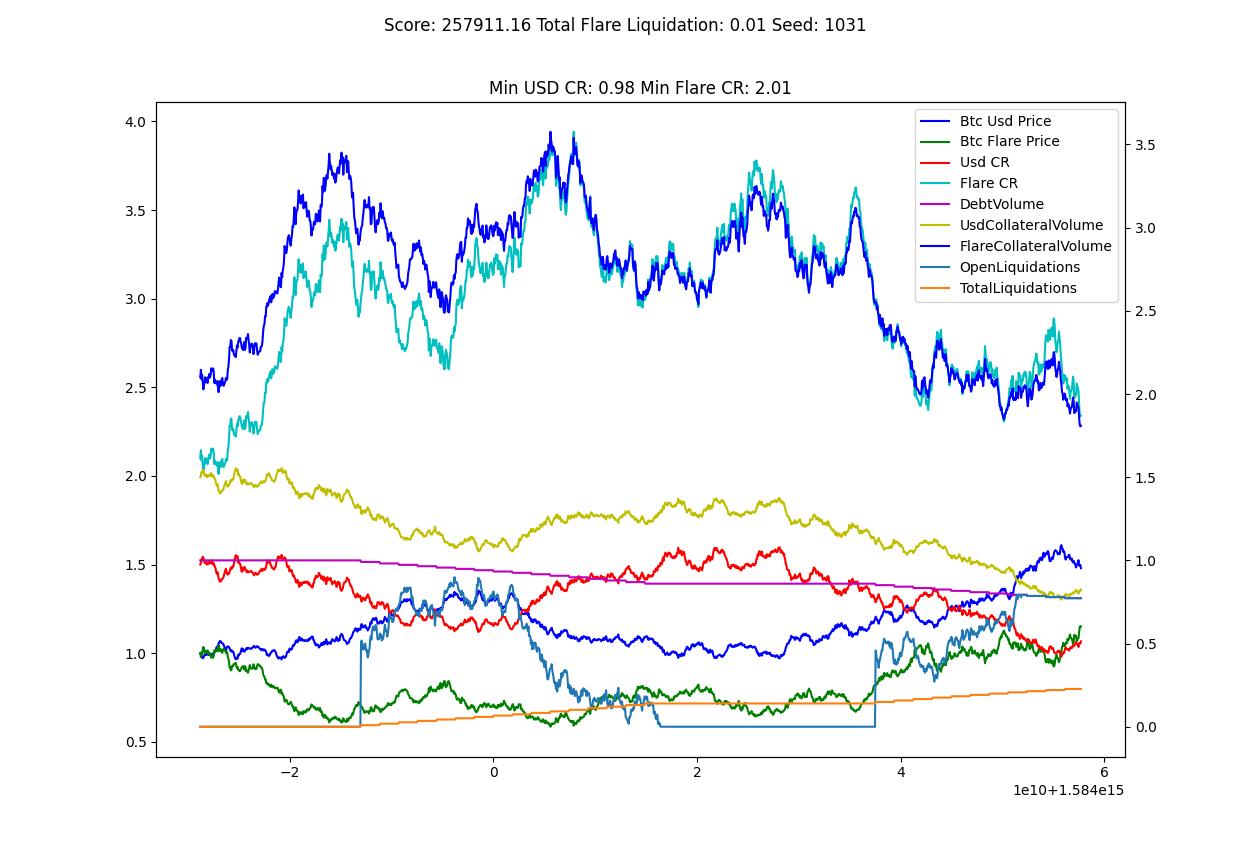 Score: 257911.16 Total Flare Liquidation: 0.01 Seed: 1031
Min USD CR: 0.98 Min Flare CR: 2.01
Btc Usd Price
Btc Flare Price
Usd CR
Flare CR
DebtVolume
UsdCollateralVolume
FlareCollateralVolume
OpenLiquidations
TotalLiquidations
4.0
3.5
3.0
2.5
2.0
1.5
1.0
0.5
3.5
3.0
2.5
2.0
1.5
1.0
0.5
0.0
−2
0
2
4
6
1e10+1.584e15